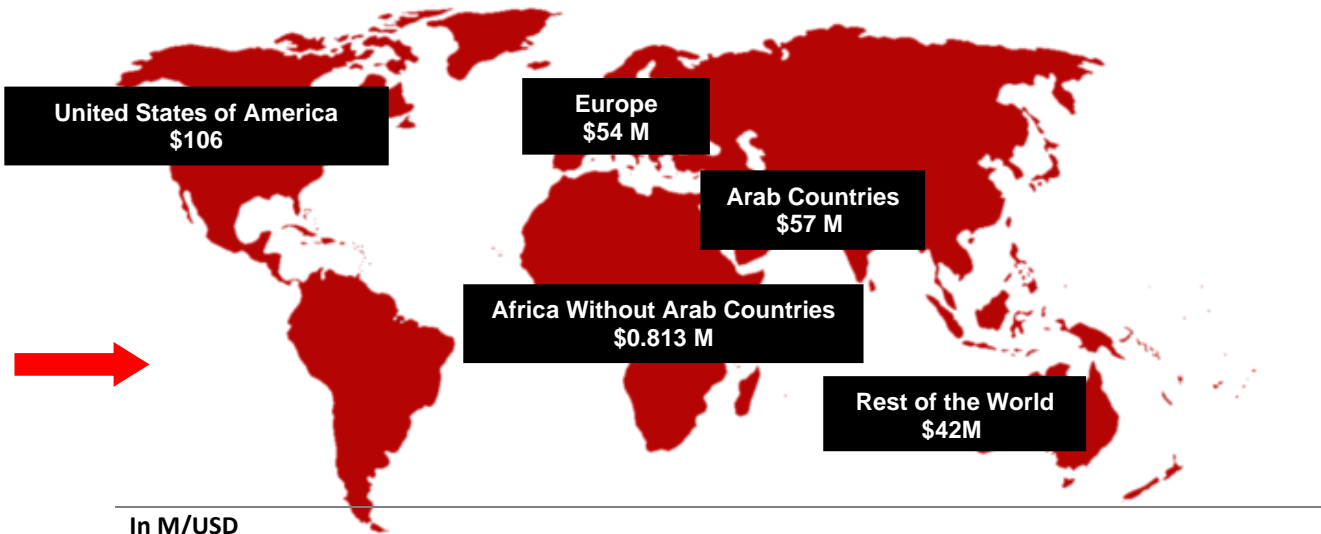 United States of America
$106
Europe
$54 M
Arab Countries
$57 M
Africa Without Arab Countries
$0.813 M
Rest of the World
$42M
In M/USD